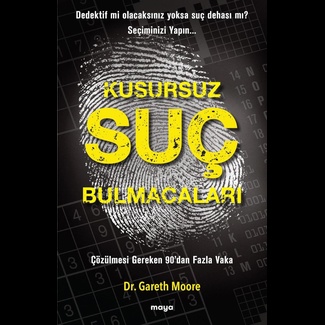 Dedektif mi olacaksınız yoksa suç dehası mı?
Seçiminizi Yapın...
KUSURSUZ
SUÇ
BULMACALARI
Çözülmesi Gereken 90'dan Fazla Vaka
Dr. Gareth Moore
maya